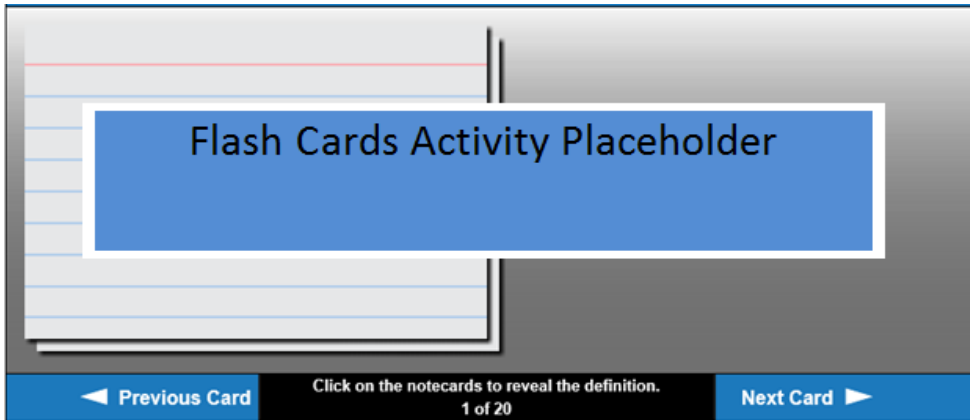 Flash Cards Activity Placeholder
Previous Card
Click on the notecards to reveal the definition.
1 of 20
Next Card